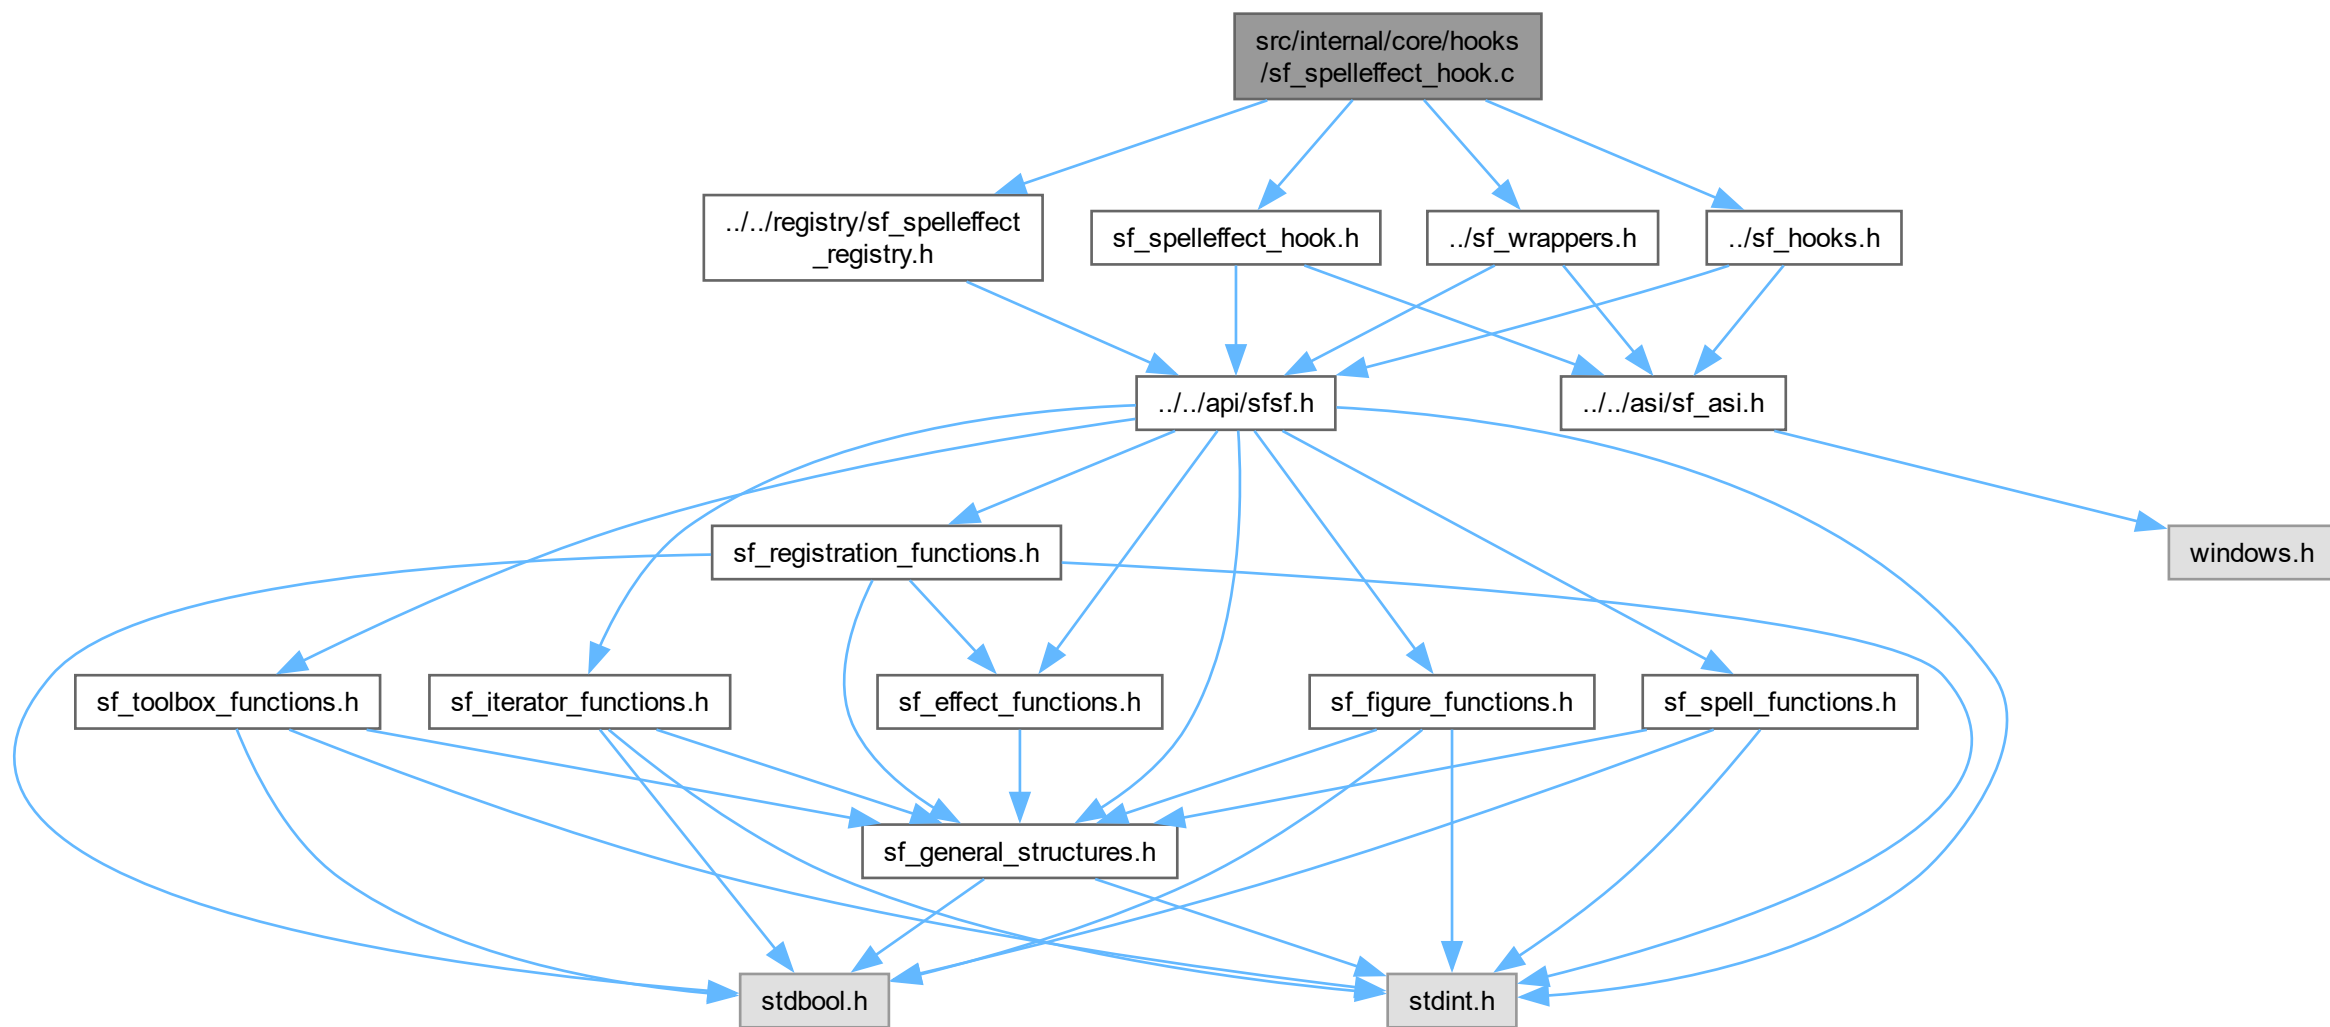 src/internal/core/hooks
/sf_spelleffect_hook.c
../../registry/sf_spelleffect
_registry.h
sf_spelleffect_hook.h
../sf_wrappers.h
../sf_hooks.h
../../api/sfsf.h
../../asi/sf_asi.h
sf_registration_functions.h
windows.h
sf_toolbox_functions.h
sf_iterator_functions.h
sf_effect_functions.h
sf_figure_functions.h
sf_spell_functions.h
sf_general_structures.h
stdbool.h
stdint.h